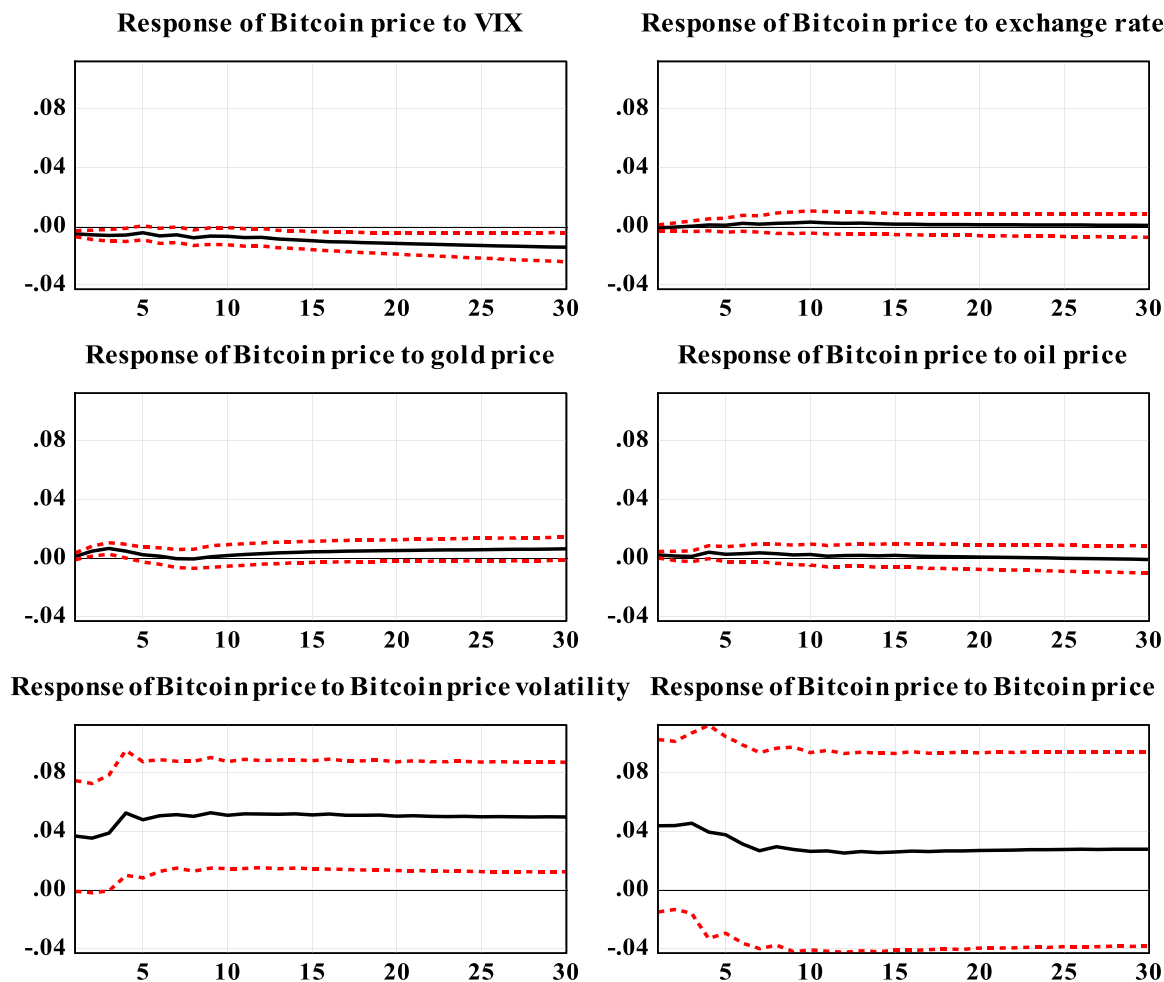 Response of Bitcoin price to VIX
Response of Bitcoin price to exchange rate
.08
.04
.00
-.04
5 10 15 20 25 30
.08
.04
.00
-.04
5 10 15 20 25 30
Response of Bitcoin price to gold price
Response of Bitcoin price to oil price
.08
.04
.00
-.04
5 10 15 20 25 30
.08
.04
.00
-.04
5 10 15 20 25 30
Response of Bitcoin price to Bitcoin price volatility
Response of Bitcoin price to Bitcoin price
.08
.04
.00
-.04
5 10 15 20 25 30
.08
.04
.00
-.04
5 10 15 20 25 30